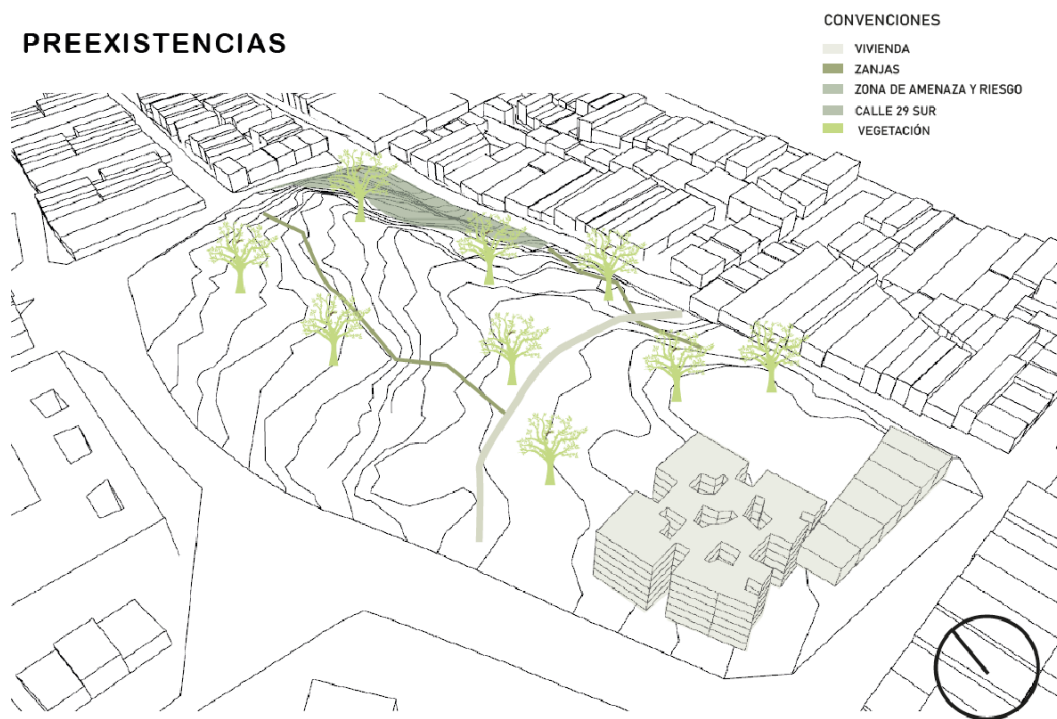 PREEXISTENCIAS
CONVENCIONES
VIVIENDA
ZANJAS
ZONA DE AMENAZA Y RIESGO
CALLE 29 SUR
VEGETACIÓN